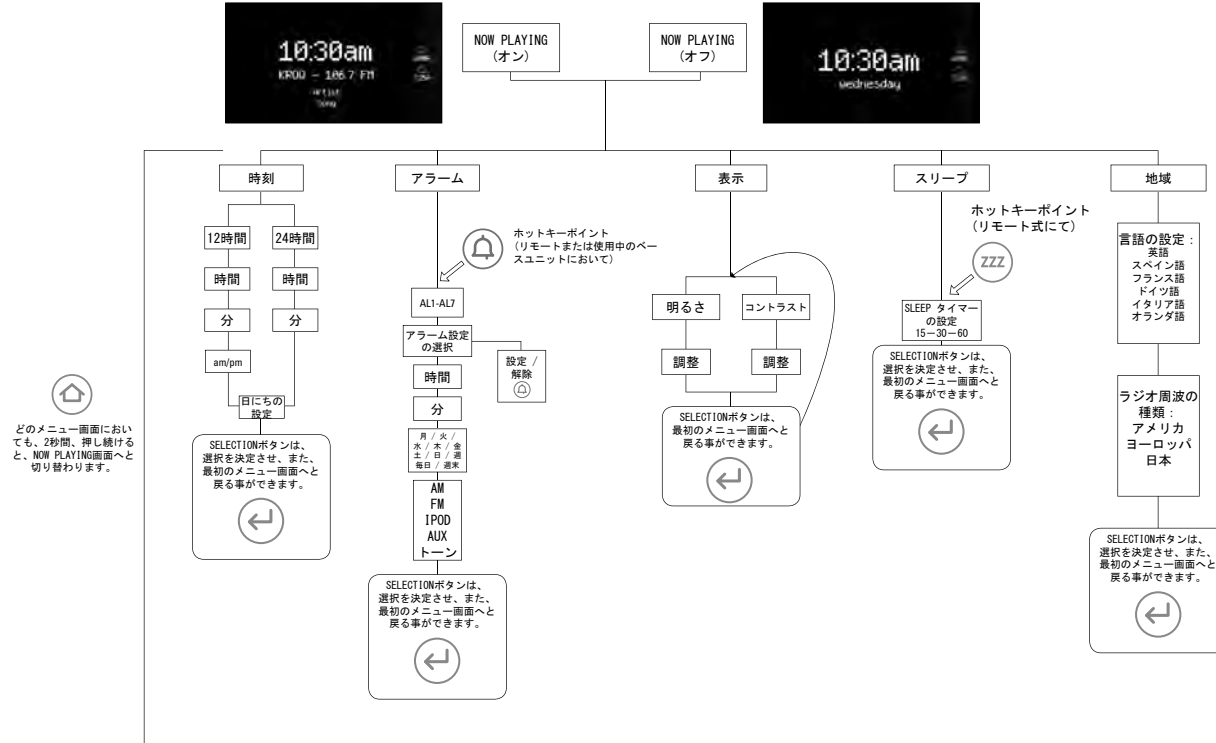 10:30am
KROQ - 106.7 FM
Artist
Song
NOW PLAYING
(オン)
NOW PLAYING
(オフ)
10:30am
wednesday
時刻
アラーム
表示
スリープ
地域
12時間
24時間
時間
時間
分
分
am/pm
日にちの
設定
SELECTIONボタンは、
選択を決定させ、また、
最初のメニュー画面へと
戻る事ができます。
ホットキーポイント
(リモートまたは使用中のベー
スユニットにおいて)
AL1-AL7
アラーム設定
の選択
設定 /
解除
時間
分
月 / 火 /
水 / 木 / 金
土 / 日 / 週
毎日 / 週末
AM
FM
IPOD
AUX
トーン
SELECTIONボタンは、
選択を決定させ、また、
最初のメニュー画面へと
戻る事ができます。
明るさ
コントラスト
調整
調整
SELECTIONボタンは、
選択を決定させ、また、
最初のメニュー画面へと
戻る事ができます。
ホットキーポイント
(リモート式にて)
ZZZ
SLEEP タイマー
の設定
15－30－60
SELECTIONボタンは、
選択を決定させ、また、
最初のメニュー画面へと
戻る事ができます。
言語の設定：
英語
スペイン語
フランス語
ドイツ語
イタリア語
オランダ語
ラジオ周波の
種類：
アメリカ
ヨーロッパ
日本
SELECTIONボタンは、
選択を決定させ、また、
最初のメニュー画面へと
戻る事ができます。
どのメニュー画面におい
ても、2秒間、押し続ける
と、NOW PLAYING画面へと
切り替わります。